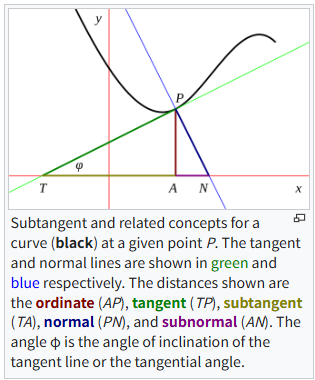 y
P
φ
T A N x
Subtangent and related concepts for a
curve (black) at a given point P. The tangent
and normal lines are shown in green and
blue respectively. The distances shown are
the ordinate (AP), tangent (TP), subtangent
(TA), normal (PN), and subnormal (AN). The
angle φ is the angle of inclination of the
tangent line or the tangential angle.